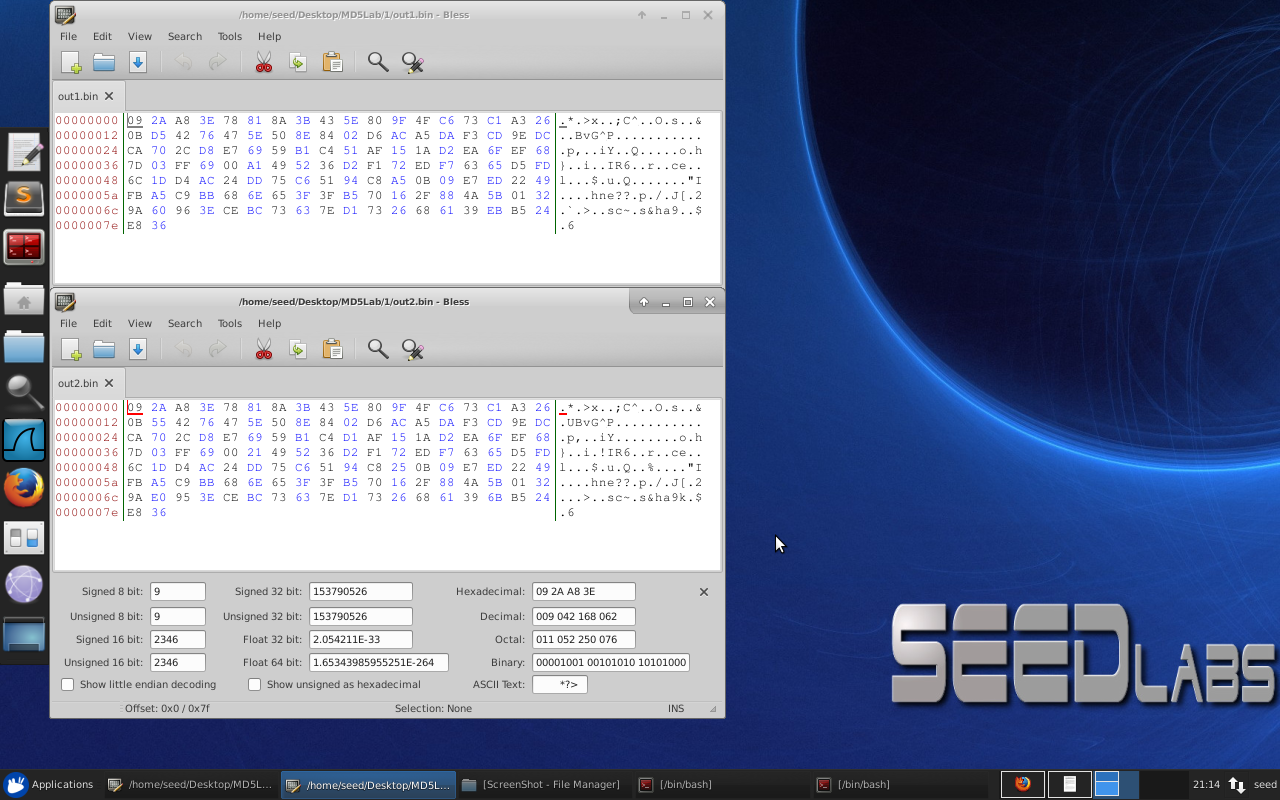 /home/seed/Desktop/MD5Lab/1/out1.bin - Bless
File Edit View Search Tools Help
out1.bin
00000000 09 2A A8 3E 78 81 8A 3B 43 5E 80 9F 4F C6 73 C1 A3 26 .*.>x..;C^..O.s..&
00000012 0B D5 42 76 47 5E 50 8E 84 02 D6 AC A5 DA F3 CD 9E DC ..BvG^P...........
00000024 CA 70 2C D8 E7 69 59 B1 C4 51 AF 15 1A D2 EA 6F EF 68 .p,..iY..Q.....o.h
00000036 7D 03 FF 69 00 A1 49 52 36 D2 F1 72 ED F7 63 65 D5 FD }..i..IR6..r..ce..
00000048 6C 1D D4 AC 24 DD 75 C6 51 94 C8 A5 0B 09 E7 ED 22 49 l...$.u.Q......."I
0000005a FB A5 C9 BB 68 6E 65 3F 3F B5 70 16 2F 88 4A 5B 01 32 ....hne??.p./.J[.2
0000006c 9A 60 96 3E CE BC 73 63 7E D1 73 26 68 61 39 EB B5 24 .`.>..sc~.s&ha9..$
0000007e E8 36 .6
/home/seed/Desktop/MD5Lab/1/out2.bin - Bless
File Edit View Search Tools Help
out2.bin
00000000 09 2A A8 3E 78 81 8A 3B 43 5E 80 9F 4F C6 73 C1 A3 26 .*.>x..;C^..O.s..&
00000012 0B 55 42 76 47 5E 50 8E 84 02 D6 AC A5 DA F3 CD 9E DC .UBvG^P...........
00000024 CA 70 2C D8 E7 69 59 B1 C4 D1 AF 15 1A D2 EA 6F EF 68 .p,..iY........o.h
00000036 7D 03 FF 69 00 21 49 52 36 D2 F1 72 ED F7 63 65 D5 FD }..i.!IR6..r..ce..
00000048 6C 1D D4 AC 24 DD 75 C6 51 94 C8 25 0B 09 E7 ED 22 49 l...$.u.Q..%...."I
0000005a FB A5 C9 BB 68 6E 65 3F 3F B5 70 16 2F 88 4A 5B 01 32 ....hne??.p./.J[.2
0000006c 9A E0 95 3E CE BC 73 63 7E D1 73 26 68 61 39 6B B5 24 ...>..sc~.s&ha9k.$
0000007e E8 36 .6
Signed 8 bit: 9 Signed 32 bit: 153790526 Hexadecimal: 09 2A A8 3E
Unsigned 8 bit: 9 Unsigned 32 bit: 153790526 Decimal: 009 042 168 062
Signed 16 bit: 2346 Float 32 bit: 2.054211E-33 Octal: 011 052 250 076
Unsigned 16 bit: 2346 Float 64 bit: 1.65343985955251E-264 Binary: 00001001 00101010 10101000
Show little endian decoding Show unsigned as hexadecimal ASCII Text: *?>
Offset: 0x0 / 0x7f Selection: None INS
SEEDLABS
Applications /home/seed/Desktop/MD5L... /home/seed/Desktop/MD5L... [ScreenShot - File Manager] [/bin/bash] [/bin/bash] 21:14 seed